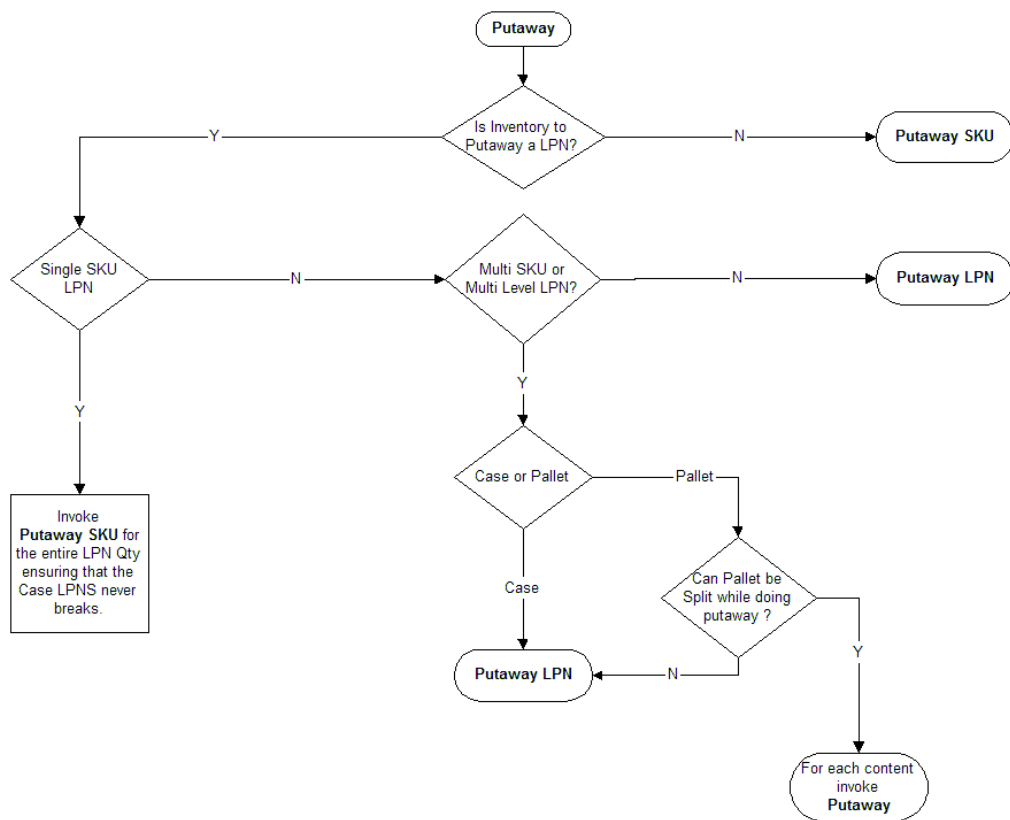 Putaway
Is Inventory to
Putaway a LPN?
Y
N
Putaway SKU
Single SKU
LPN
N
Multi SKU or
Multi Level LPN?
N
Putaway LPN
Y
Y
Case or Pallet
Pallet
Invoke
Putaway SKU for
the entire LPN Qty
ensuring that the
Case LPNS never
breaks.
Case
Can Pallet be
Split while doing
putaway ?
Y
Putaway LPN
N
For each content
invoke
Putaway